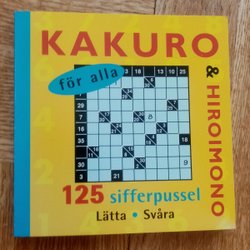 KAKURO
& HIROIMONO
för alla
125 sifferpussel
Lätta • Svåra